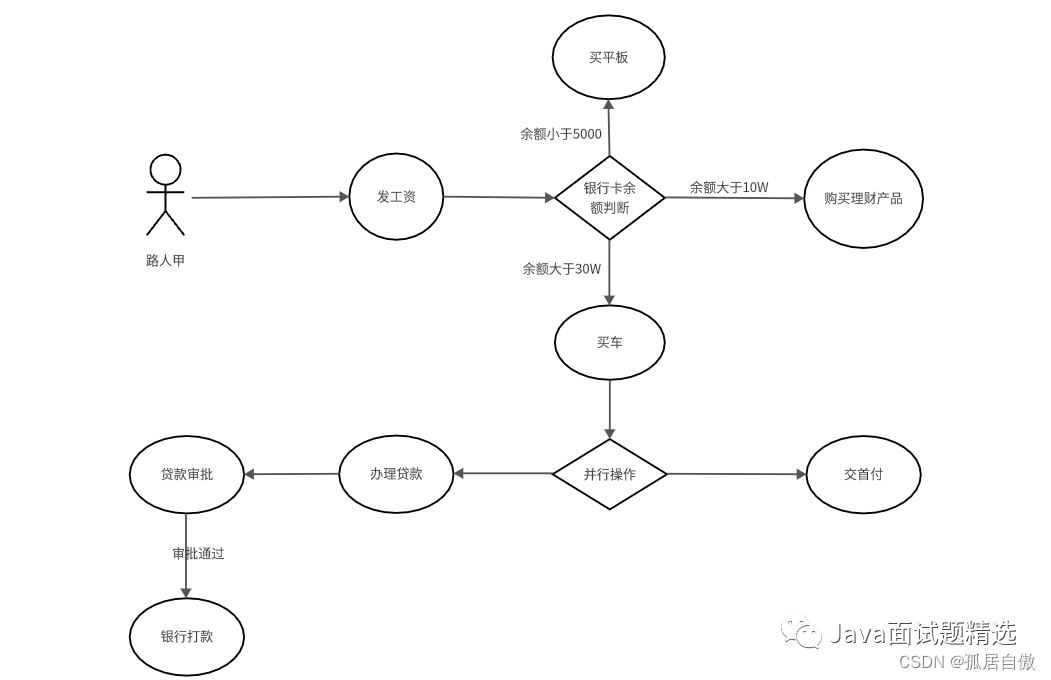 买平板
余额小于5000
路人甲
发工资
银行卡余
额判断
余额大于10W
购买理财产品
余额大于30W
买车
贷款审批
办理贷款
并行操作
交首付
审批通过
银行打款
Java面试题精选
CSDN @孤居自傲